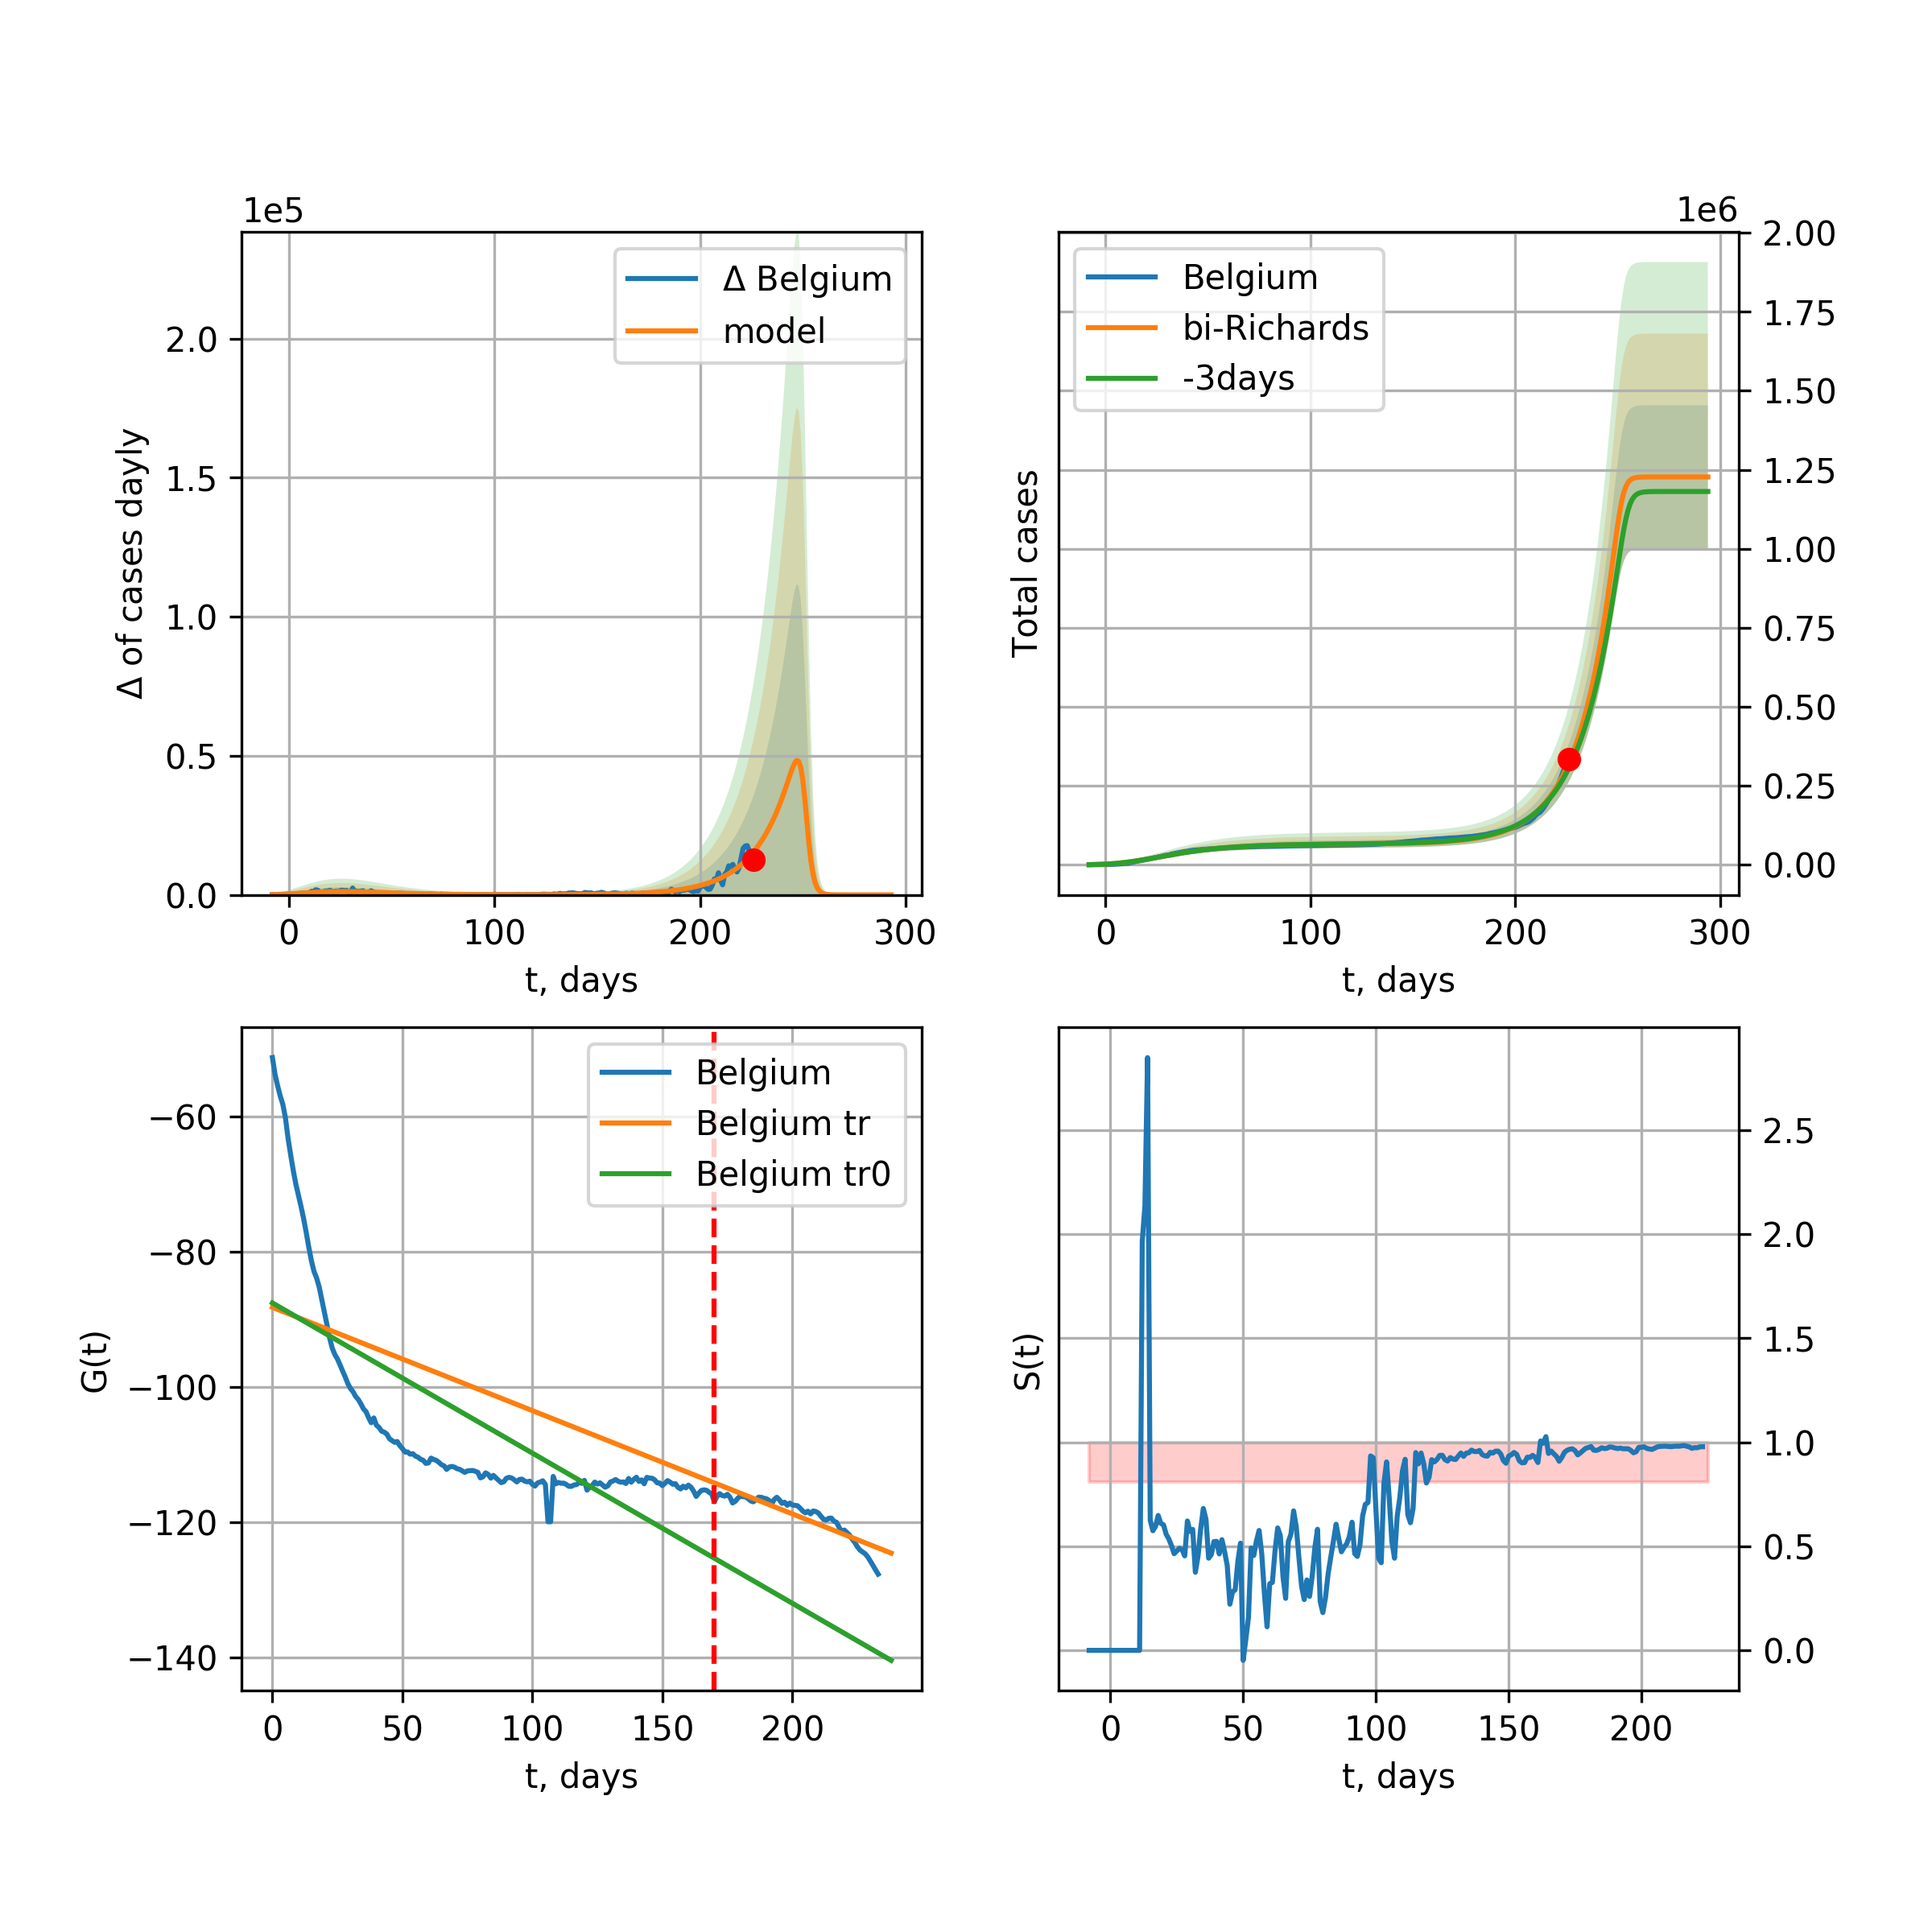 1e5
Δ of cases dayly
2.0
1.5
1.0
0.5
0.0
Δ Belgium
model
0 100 200 300
t, days
1e6
Total cases
Belgium
bi-Richards
-3days
2.00
1.75
1.50
1.25
1.00
0.75
0.50
0.25
0.00
0 100 200 300
t, days
G(t)
−60
−80
−100
−120
−140
Belgium
Belgium tr
Belgium tr0
0 50 100 150 200
t, days
S(t)
2.5
2.0
1.5
1.0
0.5
0.0
0 50 100 150 200
t, days